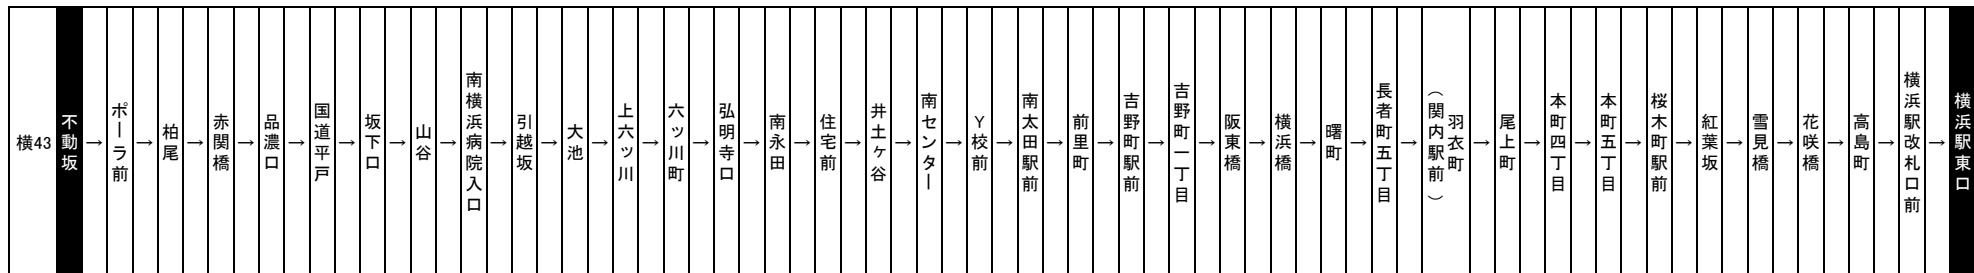 横43
不動坂
→
ポーラ前
→
柏尾
→
赤関橋
→
品濃口
→
国道平戸
→
坂下口
→
山谷
→
南横浜病院入口
→
引越坂
→
大池
→
上六ッ川
→
六ッ川町
→
弘明寺口
→
南永田
→
住宅前
→
井土ヶ谷
→
南センター
→
Y校前
→
南太田駅前
→
前里町
→
吉野町駅前
→
吉野町一丁目
→
阪東橋
→
横浜橋
→
曙町
→
長者町五丁目
→
羽衣町
（関内駅前）
→
尾上町
→
本町四丁目
→
本町五丁目
→
桜木町駅前
→
紅葉坂
→
雪見橋
→
花咲橋
→
高島町
→
横浜駅改札口前
→
横浜駅東口